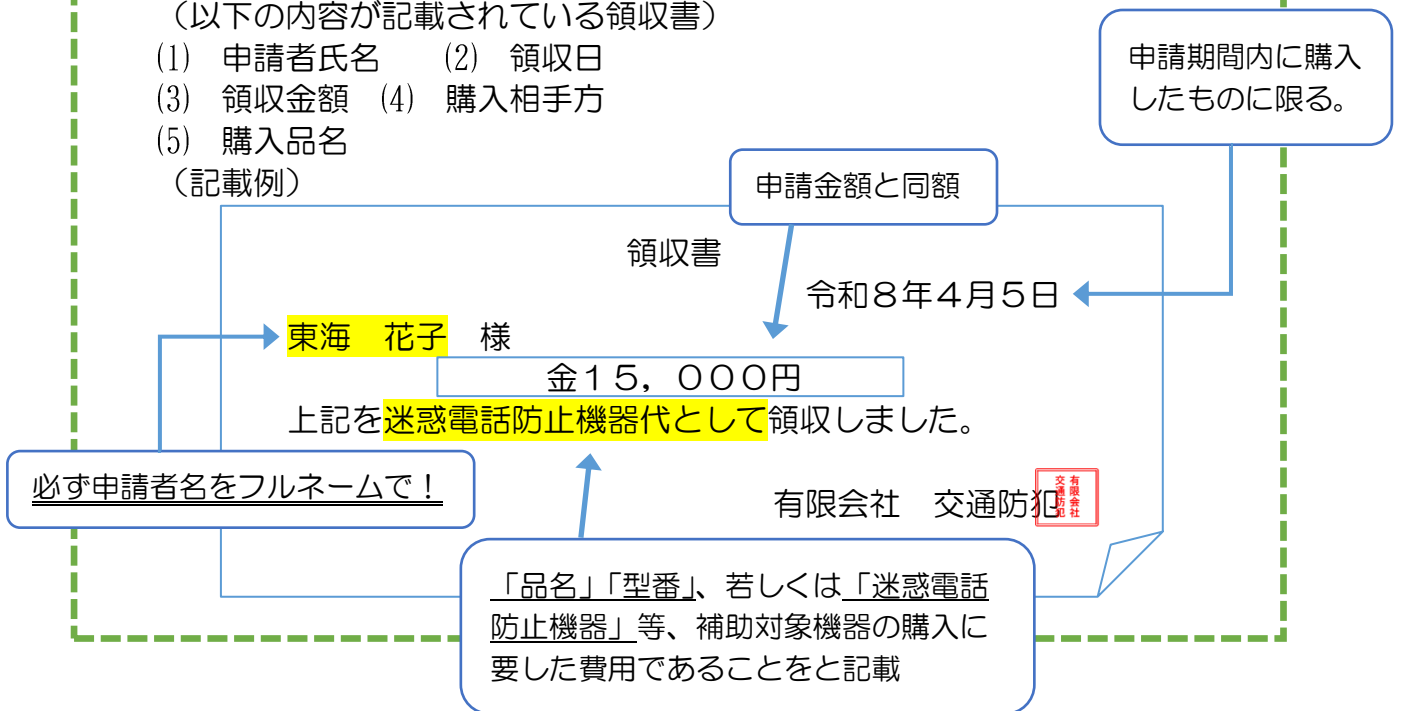 （以下の内容が記載されている領収書）
⑴　申請者氏名　　⑵　領収日
⑶　領収金額　⑷　購入相手方
⑸　購入品名
（記載例）
申請期間内に購入
したものに限る。
申請金額と同額
領収書
令和８年４月５日
東海　花子　様
金１５，０００円
上記を迷惑電話防止機器代として領収しました。
必ず申請者名をフルネームで！
有限会社　交通防犯
有限会社
交通防犯
「品名」「型番」、若しくは「迷惑電話
防止機器」等、補助対象機器の購入に
要した費用であることをと記載